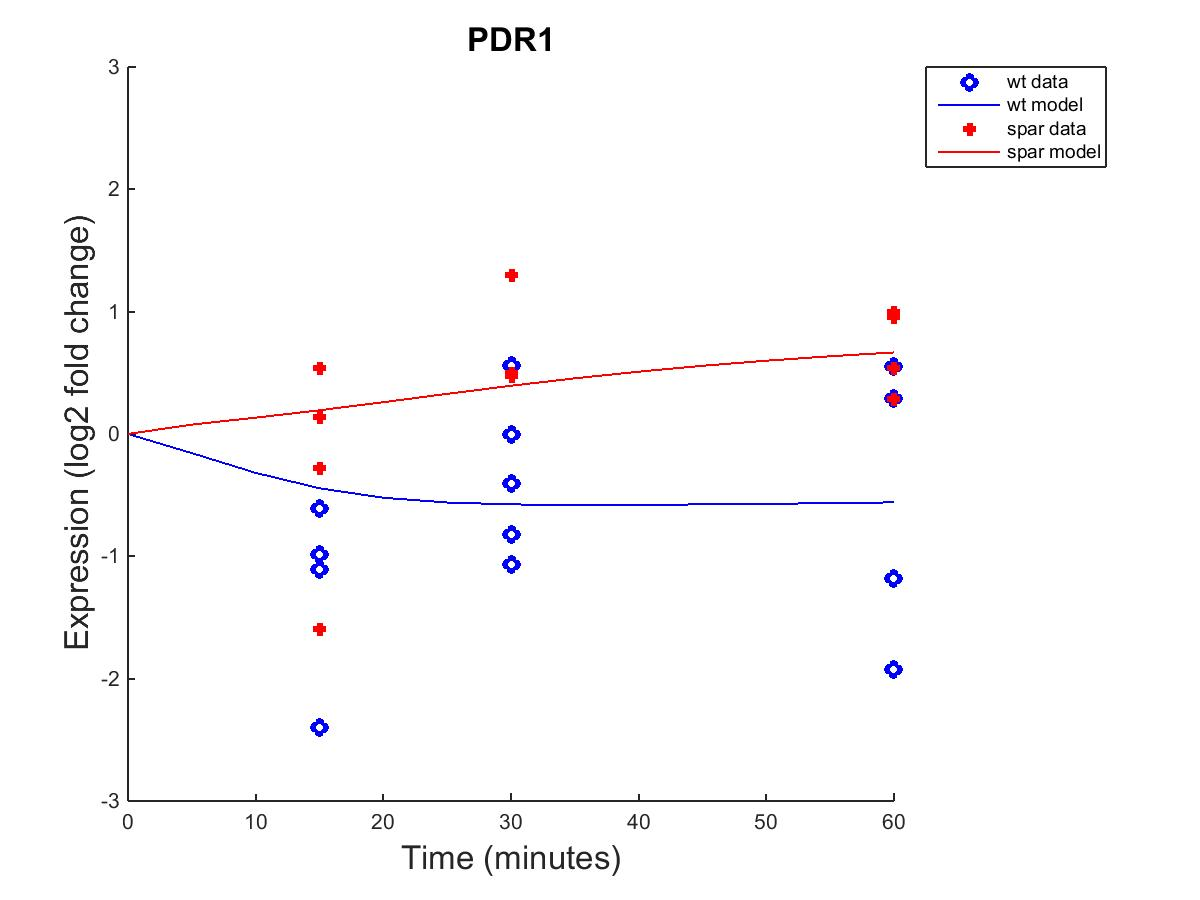 PDR1
wt data
wt model
spar data
spar model
3
2
1
0
-1
-2
-3
Expression (log2 fold change)
0 10 20 30 40 50 60
Time (minutes)